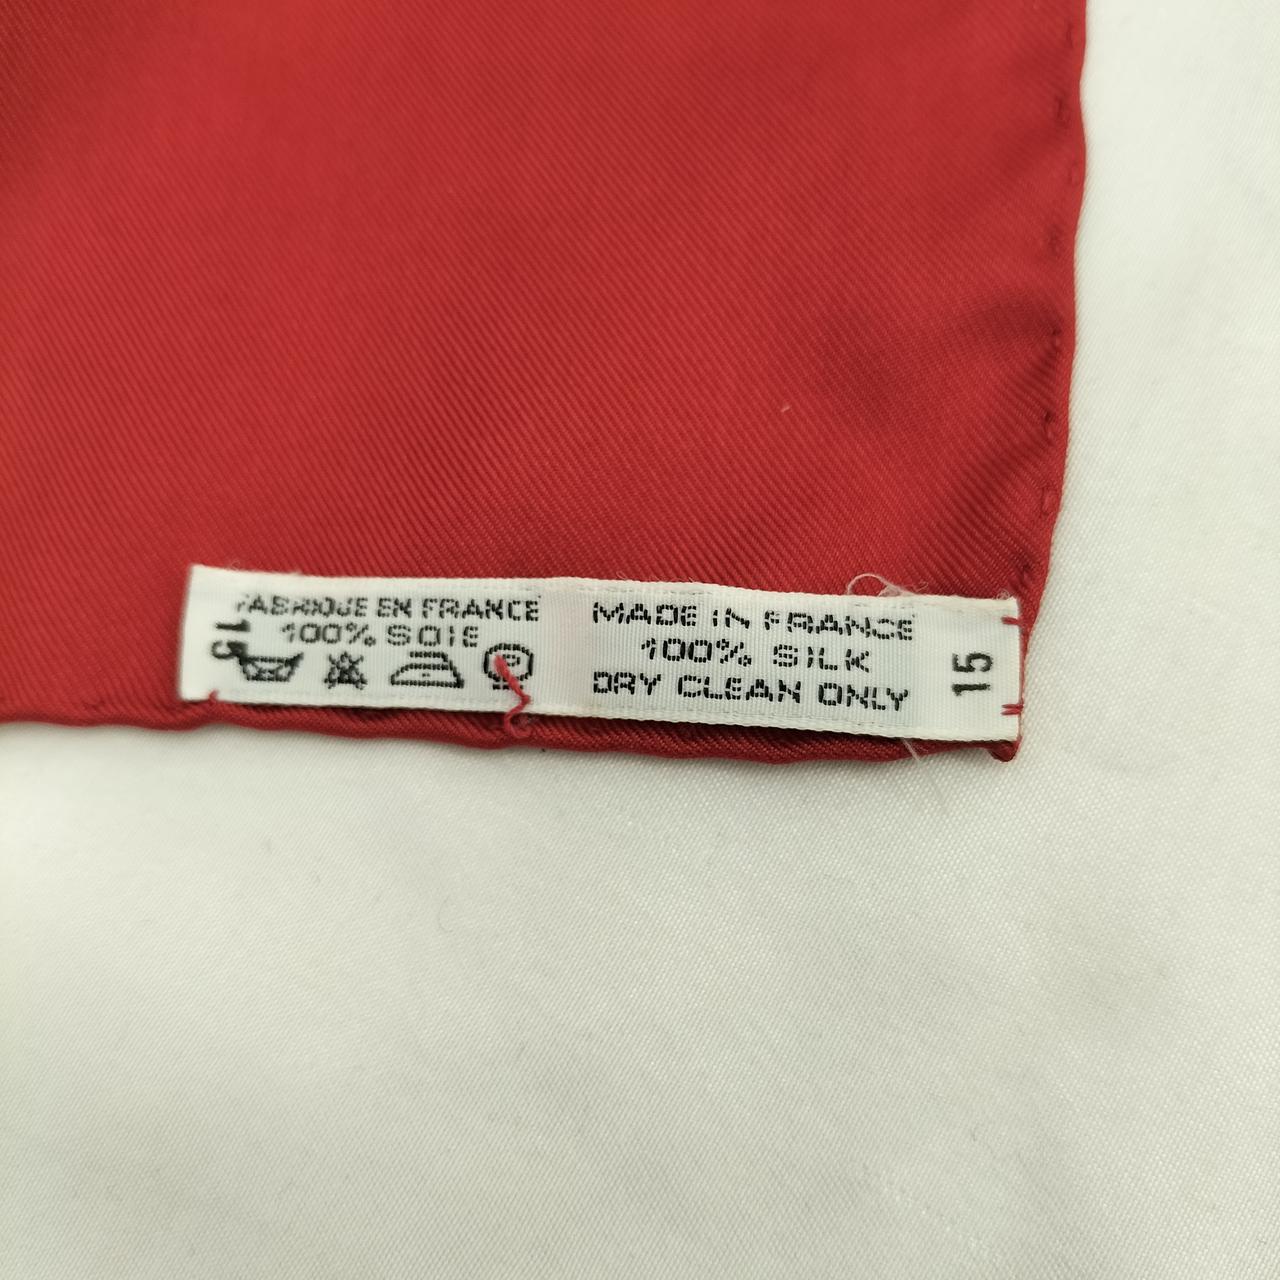 FABRIQUE EN FRANCE
100% SOIE
15
P
MADE IN FRANCE
100% SILK
DRY CLEAN ONLY
15